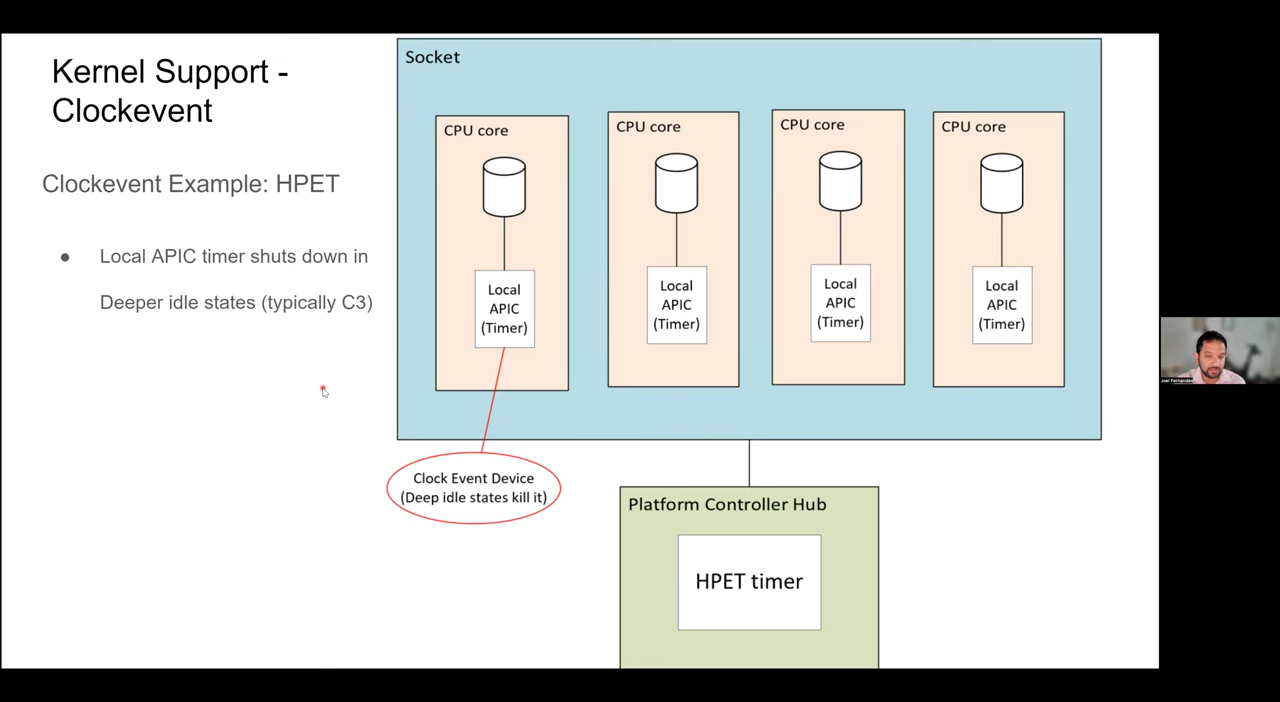 Kernel Support -
Clockevent
Clockevent Example: HPET
● Local APIC timer shuts down in
Deeper idle states (typically C3)
Socket
CPU core
Local
APIC
(Timer)
CPU core
Local
APIC
(Timer)
CPU core
Local
APIC
(Timer)
CPU core
Local
APIC
(Timer)
Clock Event Device
(Deep idle states kill it)
Platform Controller Hub
HPET timer
Joel Fernandes